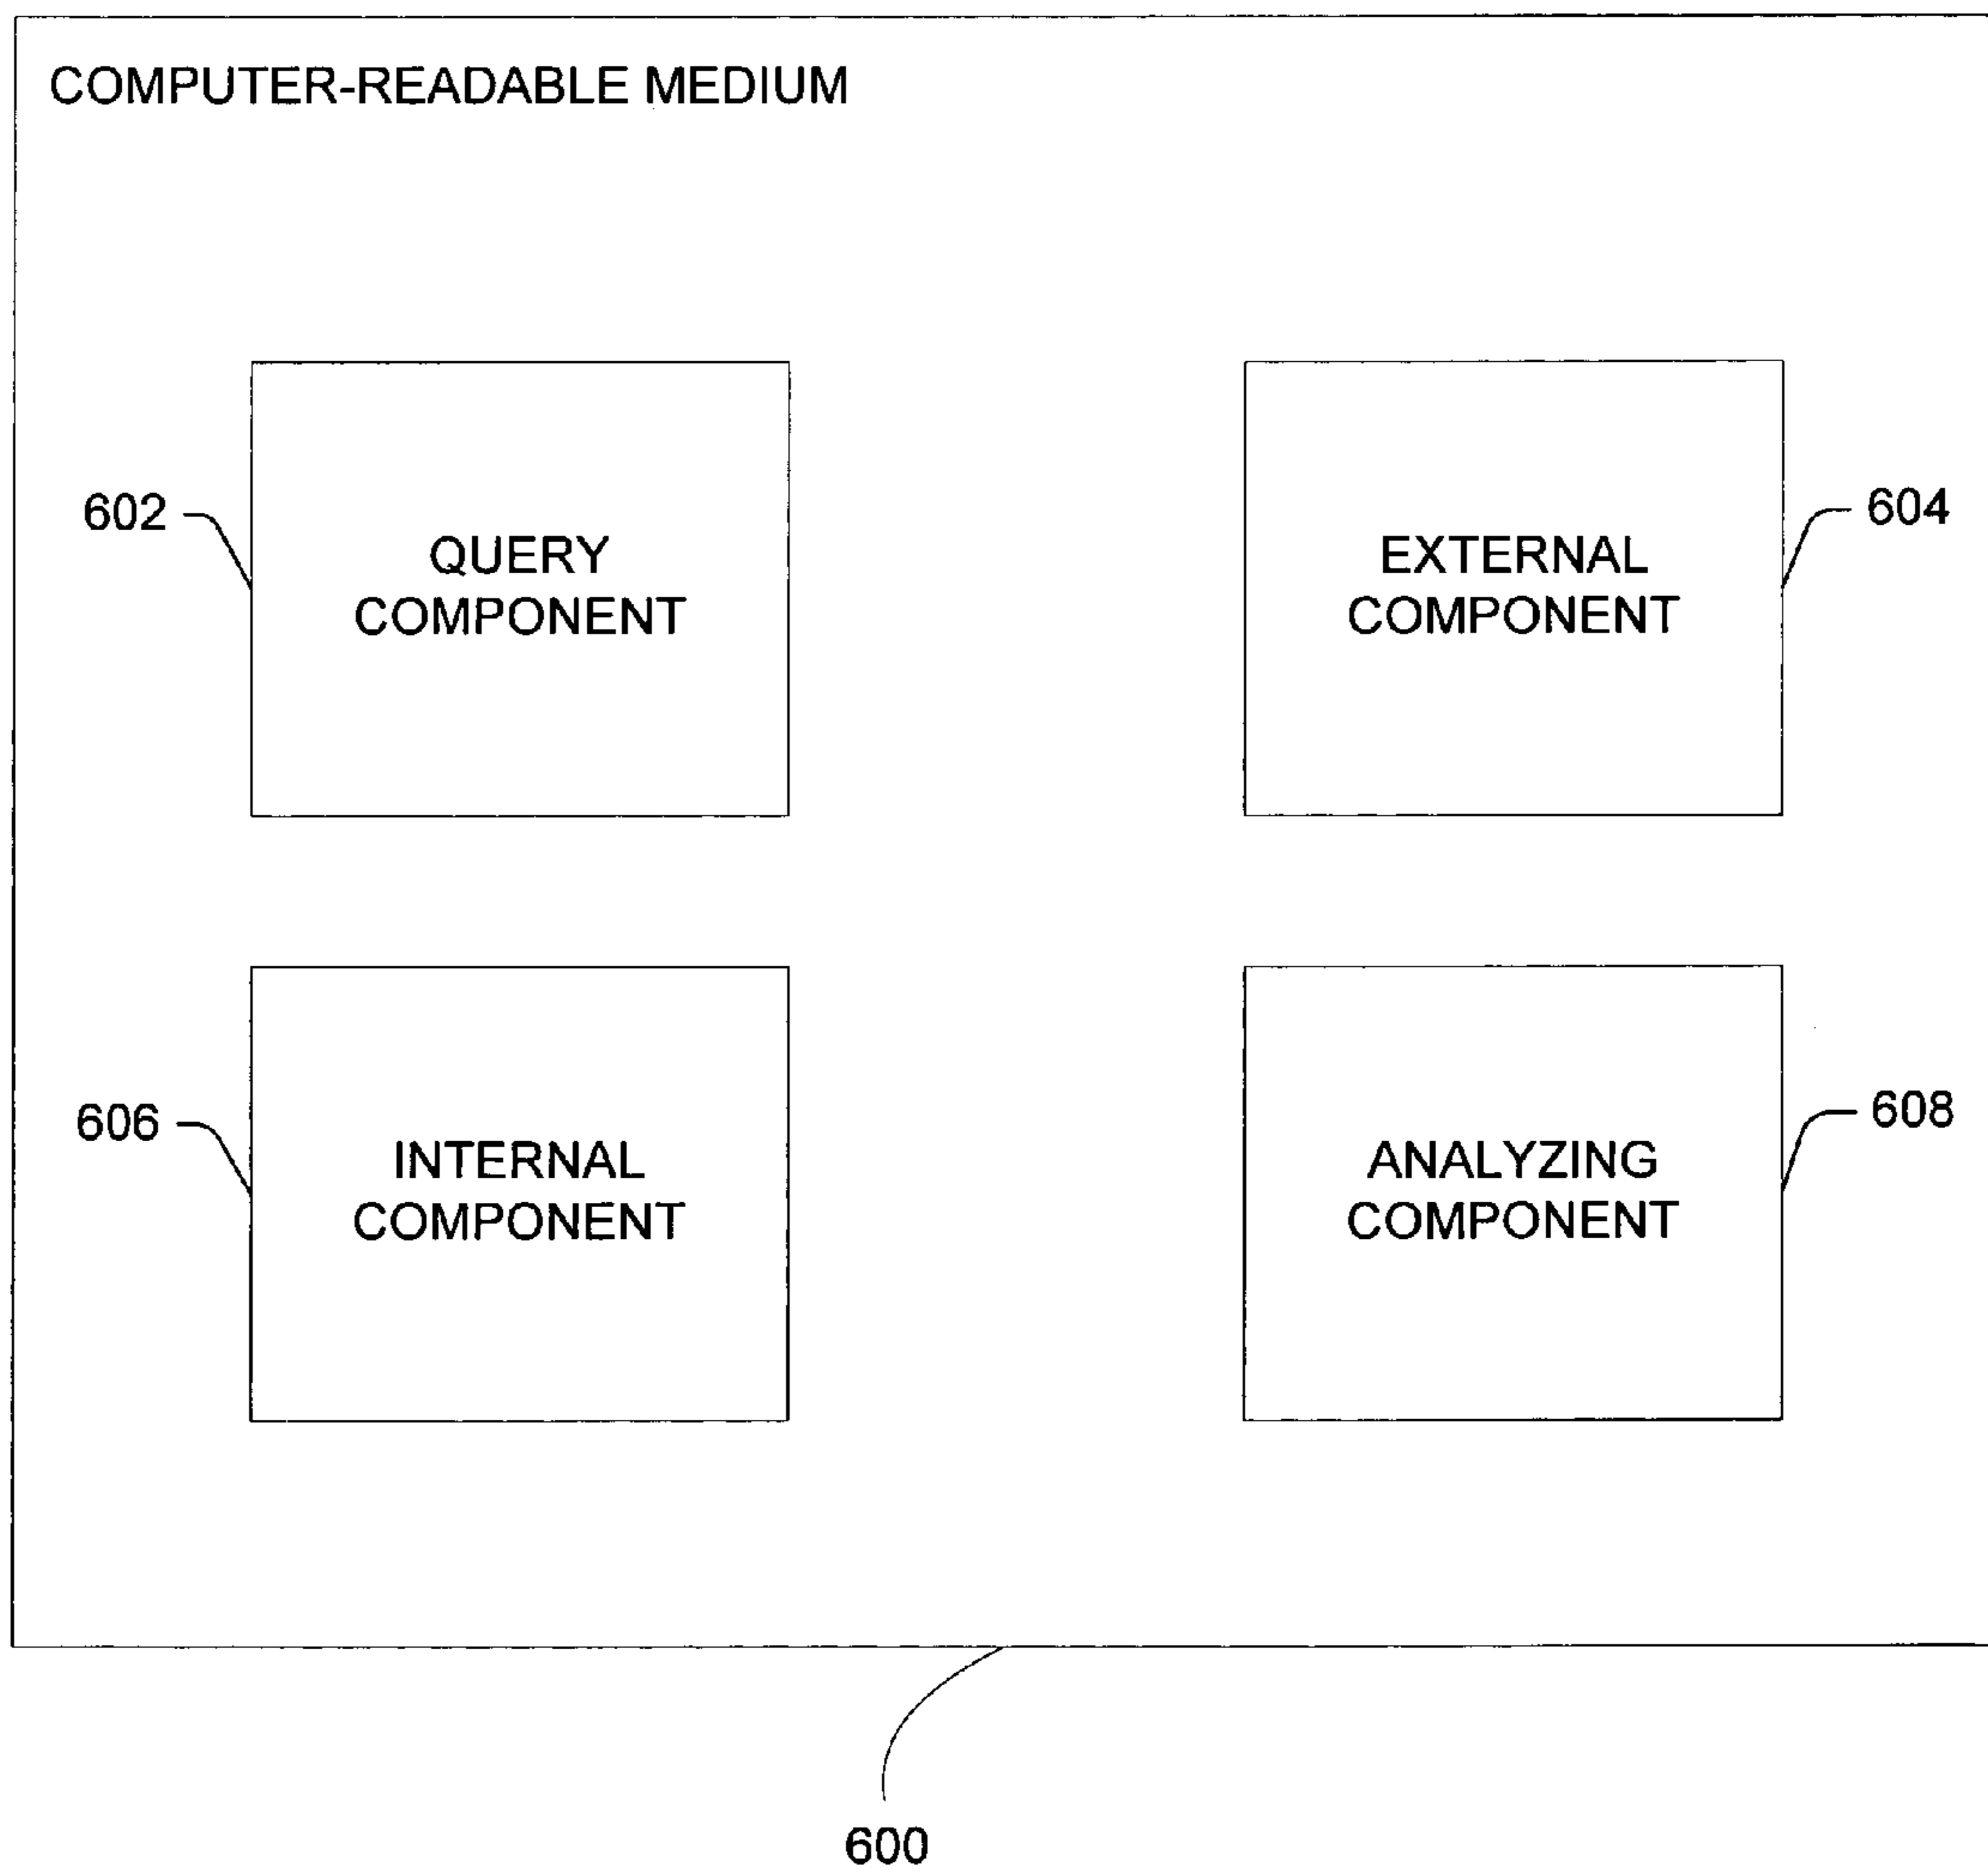 COMPUTER-READABLE MEDIUM
602
QUERY
COMPONENT
EXTERNAL
COMPONENT
604
606
INTERNAL
COMPONENT
ANALYZING
COMPONENT
608
600